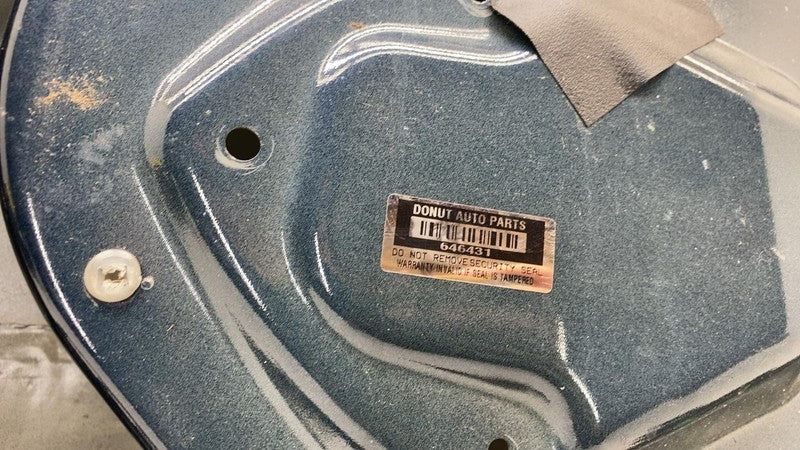 DONUT AUTO PARTS
646431
DO NOT REMOVE SECURITY SEAL
WARRANTY INVALID IF SEAL IS TAMPERED